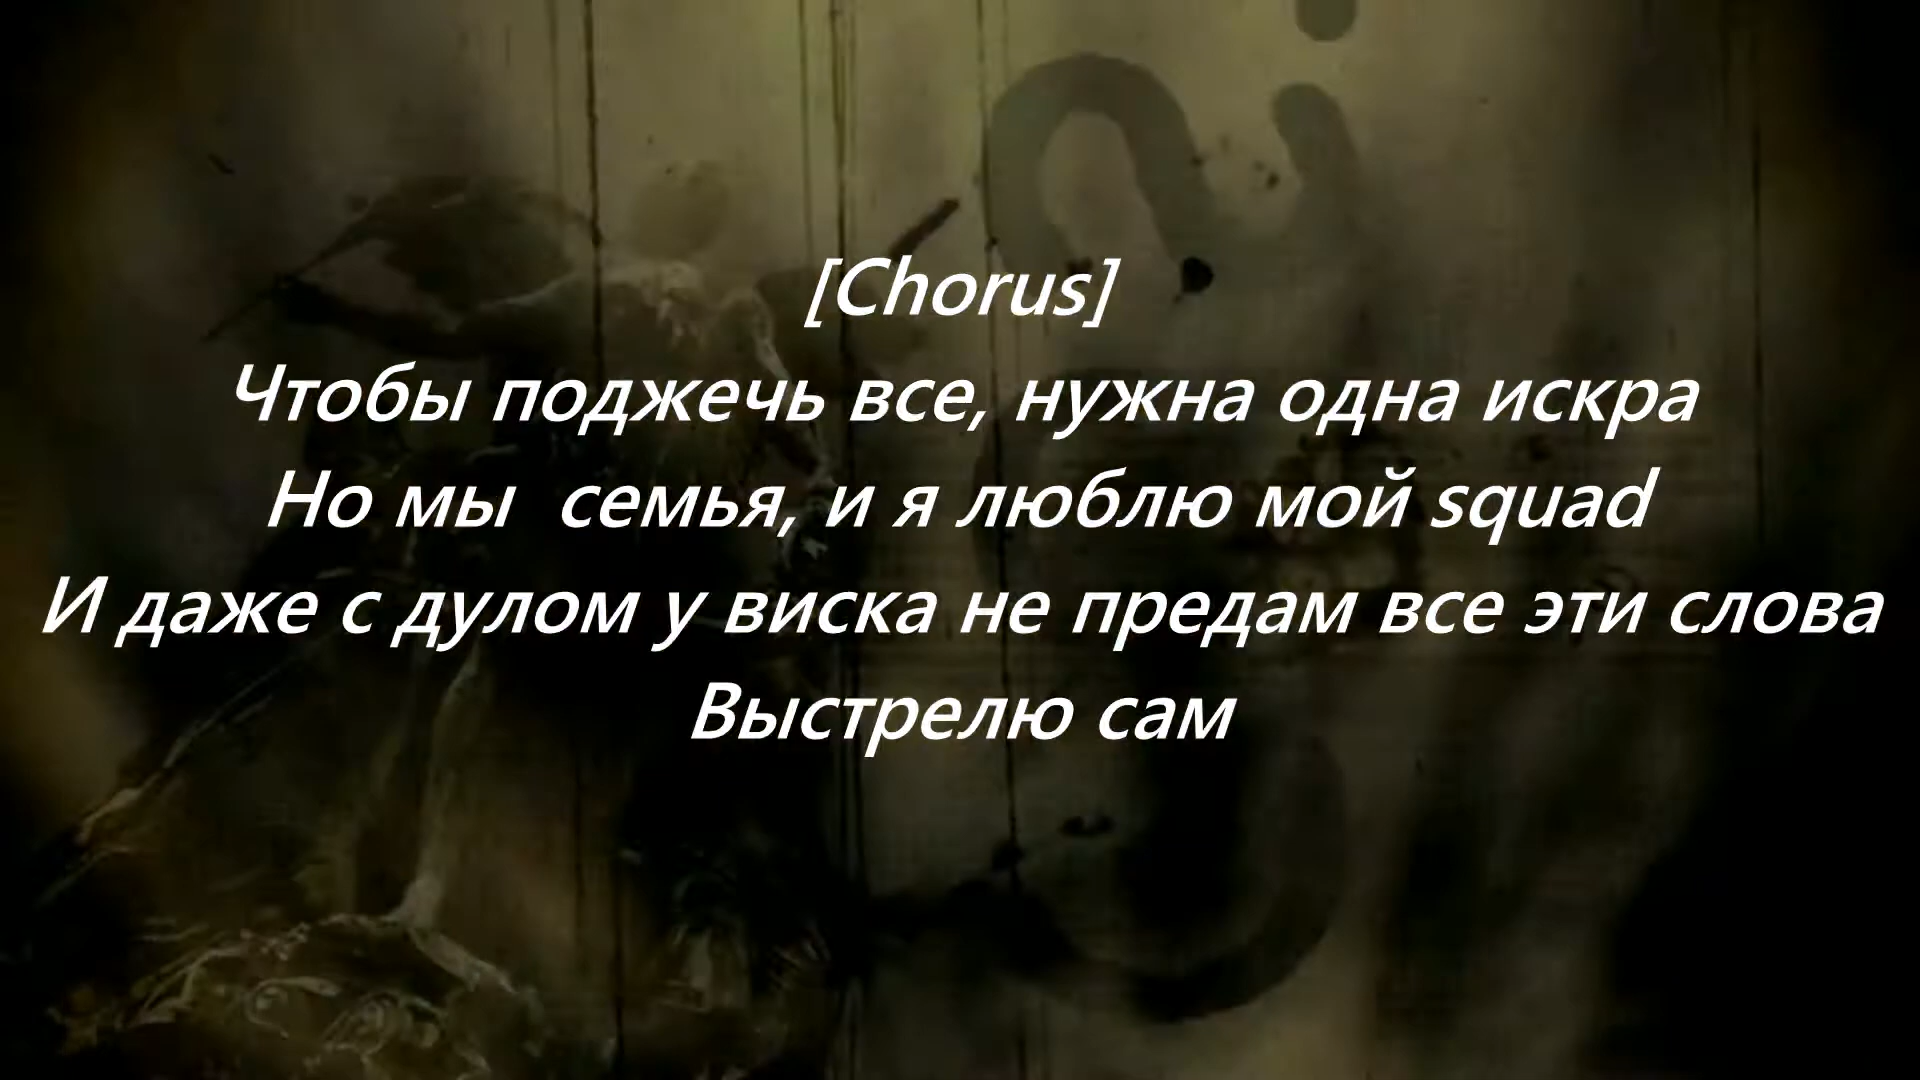 [Chorus]
Чтобы поджечь все, нужна одна искра
Но мы  семья, и я люблю мой squad
И даже с дулом у виска не предам все эти слова
Выстрелю сам